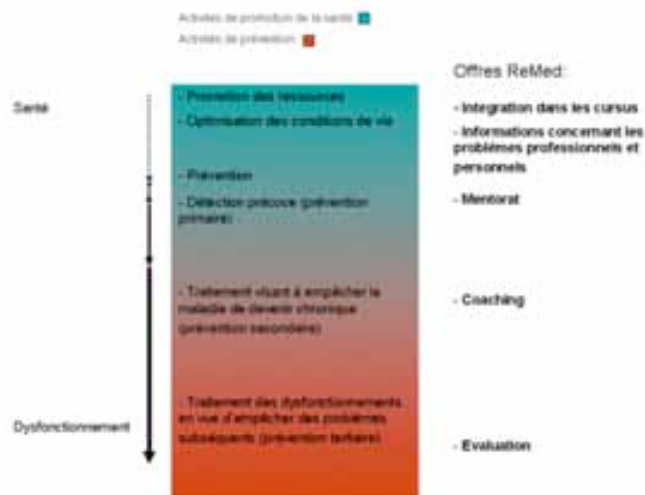 Activités de promotion de la santé
Activités de prévention
Offres ReMed:
Santé
- Promotion des ressources
- Optimisation des conditions de vie
- Prévention
- Détection précoce (prévention
primaire)
- Traitement visant à empêcher la
maladie de devenir chronique
(prévention secondaire)
- Traitement des dysfonctionnements
en vue d'empêcher des problèmes
subséquents (prévention tertiaire)
Dysfonctionnement
- Integration dans les cursus
- Informations concernant les
problèmes professionnels et
personnels
- Mentorat
- Coaching
- Evaluation